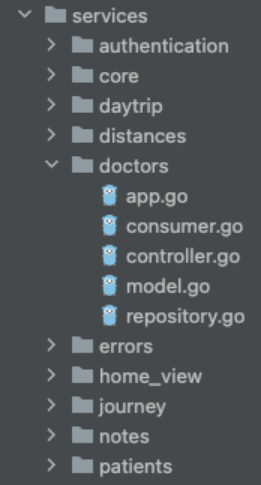 services
authentication
core
daytrip
distances
doctors
app.go
consumer.go
controller.go
model.go
repository.go
errors
home_view
journey
notes
patients